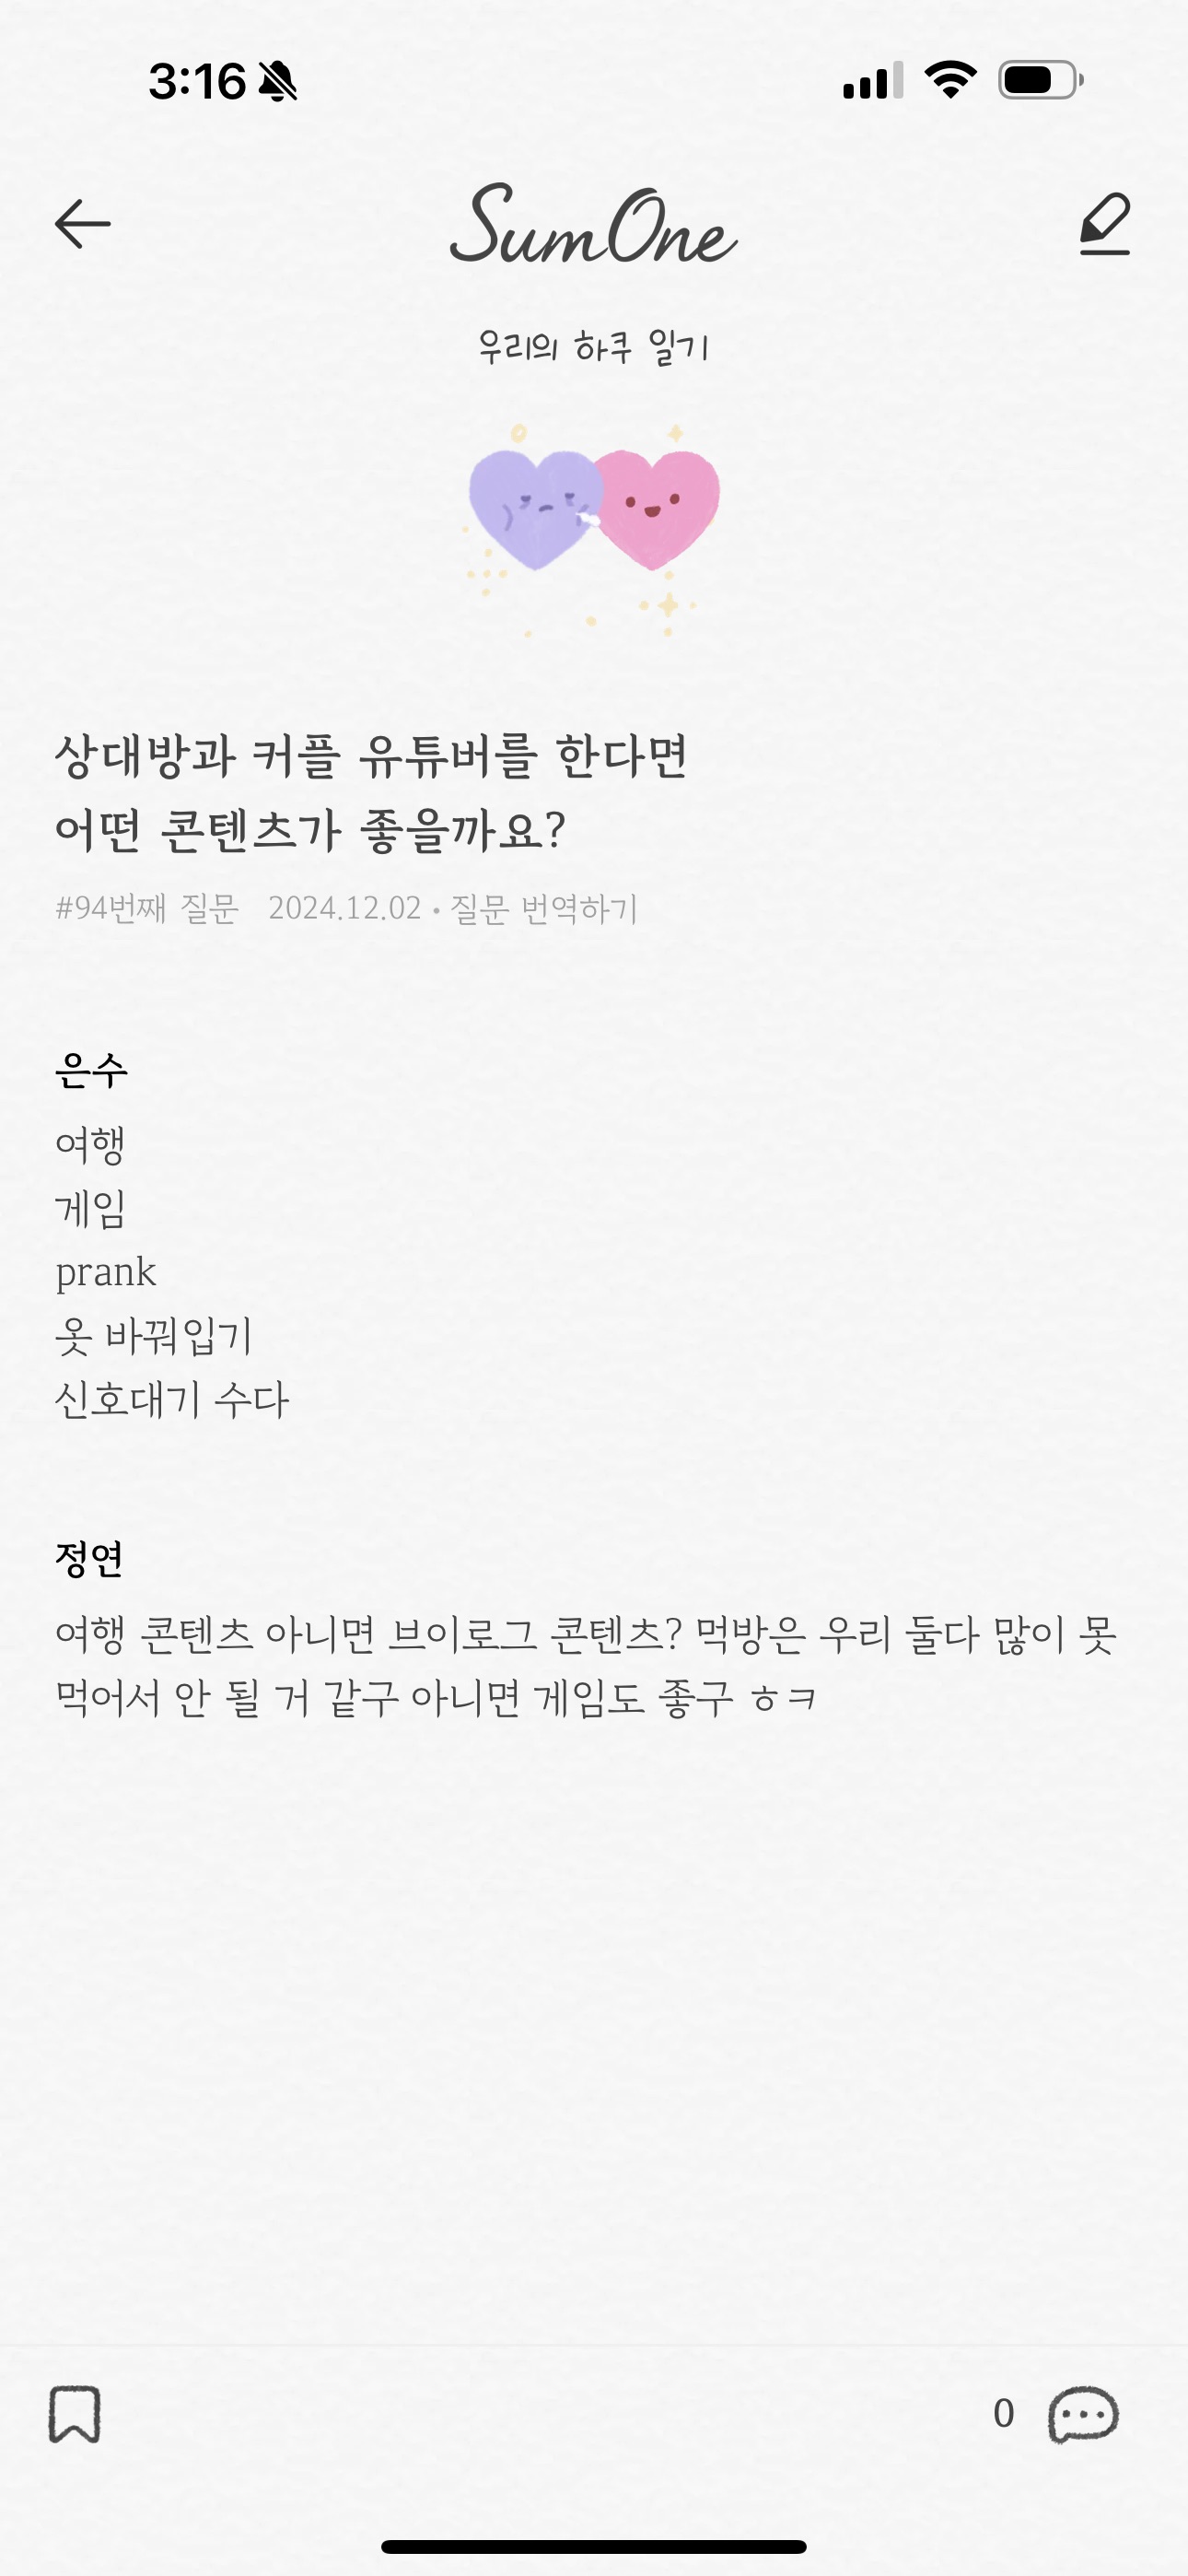 3:16
SumOne
우리의 하쿠 일기
상대방과 커플 유튜버를 한다면
어떤 콘텐츠가 좋을까요?
#94번째 질문 2024.12.02 • 질문 번역하기
은수
여행
게임
prank
옷 바꿔입기
신호대기 수다
정연
여행 콘텐츠 아니면 브이로그 콘텐츠? 먹방은 우리 둘다 많이 못
먹어서 안 될 거 같구 아니면 게임도 좋구 ㅎㅋ
0